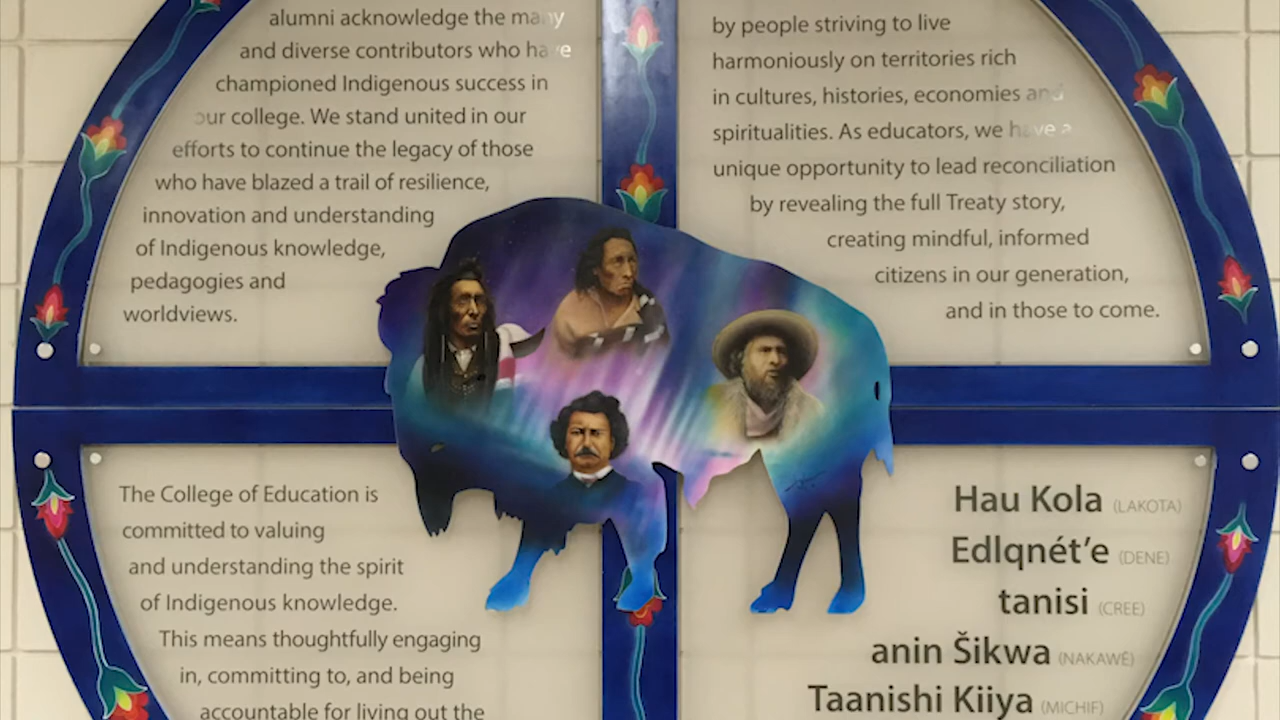 alumni acknowledge the many
and diverse contributors who have
championed Indigenous success in
our college. We stand united in our
efforts to continue the legacy of those
who have blazed a trail of resilience,
innovation and understanding
of Indigenous knowledge,
pedagogies and
worldviews.
by people striving to live
harmoniously on territories rich
in cultures, histories, economies and
spiritualities. As educators, we have a
unique opportunity to lead reconciliation
by revealing the full Treaty story,
creating mindful, informed
citizens in our generation,
and in those to come.
The College of Education is
committed to valuing
and understanding the spirit
of Indigenous knowledge.
This means thoughtfully engaging
in, committing to, and being
accountable for living out the
Hau Kola (LAKOTA)
Edlqnét’e (DENE)
tanisi (CREE)
anin Šikwa (NAKAWĒ)
Taanishi Kiiya (MICHIF)